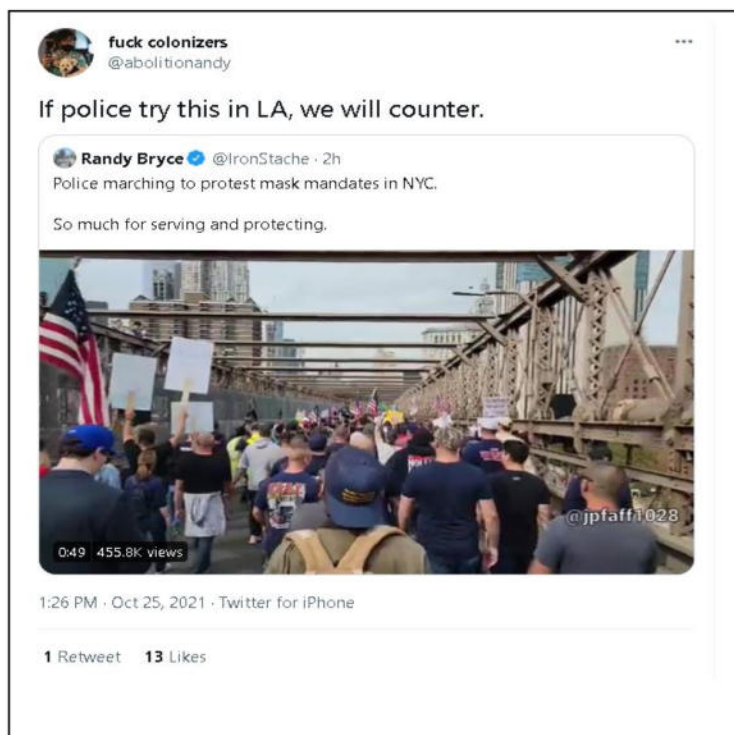 fuck colonizers
@abolitionandy
If police try this in LA, we will counter.
Randy Bryce @IronStache · 2h
Police marching to protest mask mandates in NYC.
So much for serving and protecting.
@jpfaff1028
0:49 455.8K views
1:26 PM · Oct 25, 2021 · Twitter for iPhone
1 Retweet 13 Likes